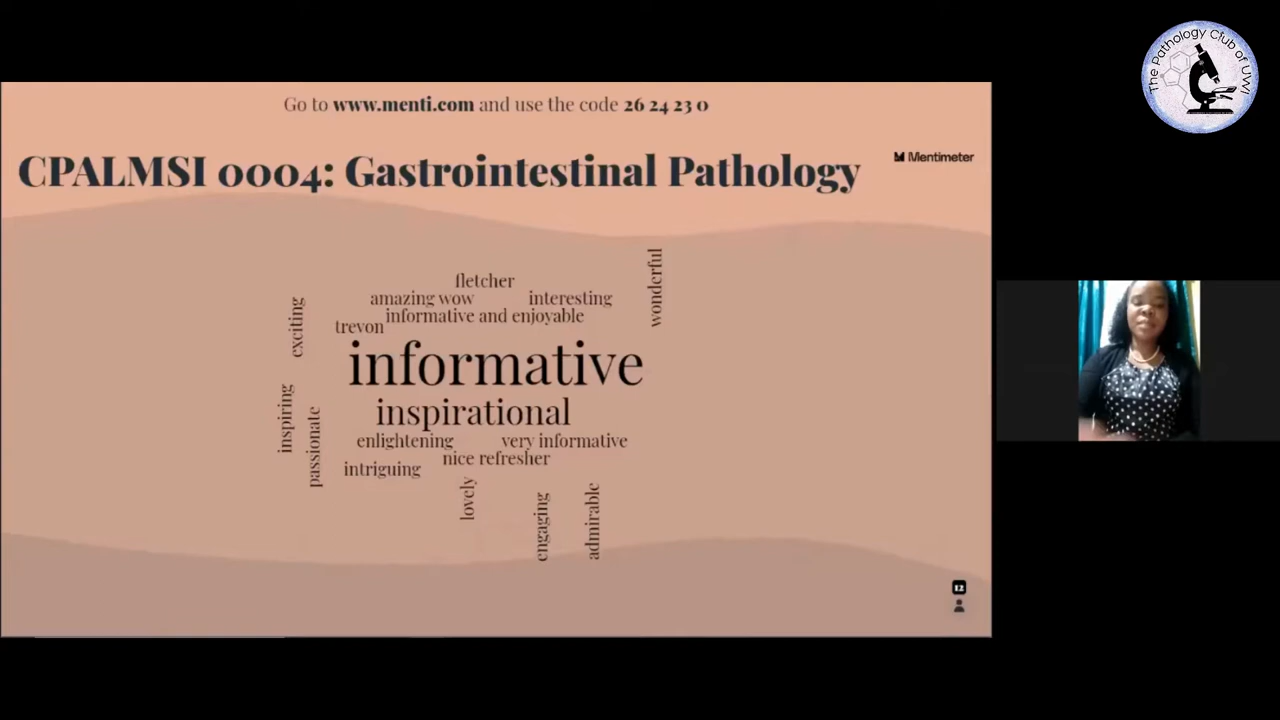 The Pathology Club of UWI
Go to www.menti.com and use the code 26 24 23 0
CPALMSI 0004: Gastrointestinal Pathology
Mentimeter
wonderful
fletcher
amazing wow
interesting
exciting
informative and enjoyable
trevon
informative
inspiring
inspirational
passionate
enlightening
very informative
nice refresher
intriguing
lovely
engaging
admirable
12